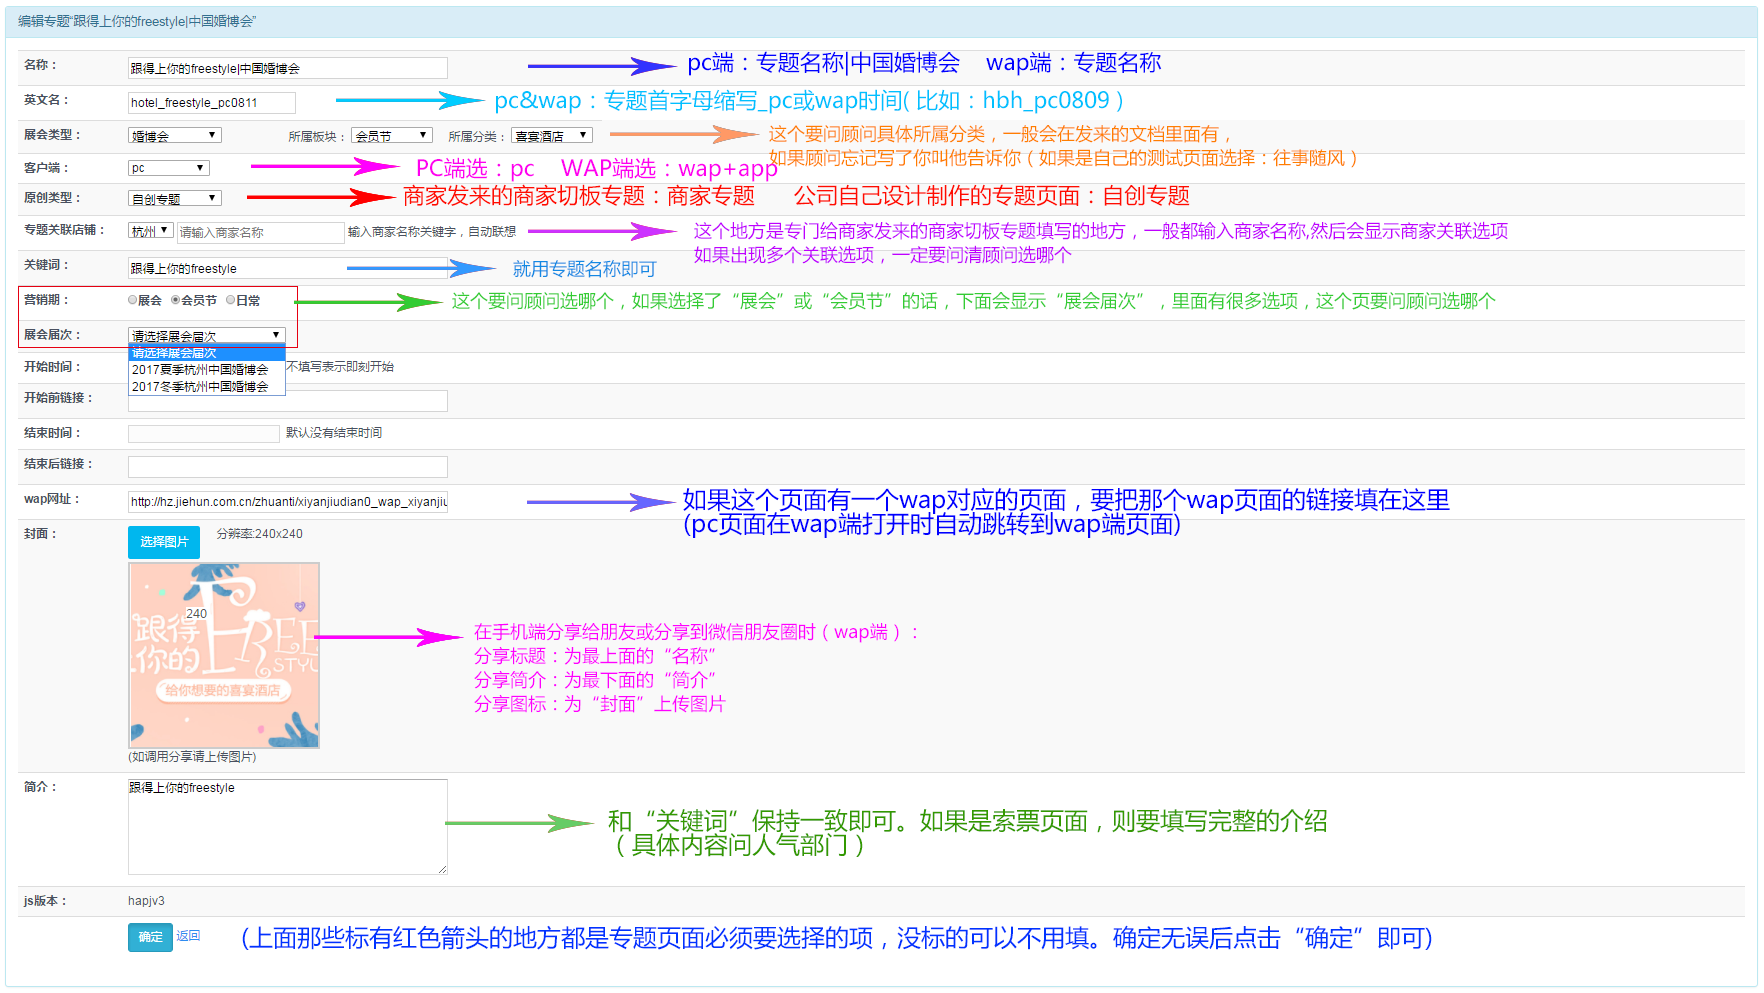 编辑专题“跟得上你的freestyle|中国婚博会”
名称：
跟得上你的freestyle|中国婚博会
pc端：专题名称|中国婚博会 wap端：专题名称
英文名：
hotel_freestyle_pc0811
pc&wap：专题首字母缩写_pc或wap时间( 比如：hbh_pc0809 )
展会类型：
婚博会
所属板块：
会员节
所属分类：
喜宴酒店
这个要问顾问具体所属分类，一般会在发来的文档里面有，
如果顾问忘记写了你叫他告诉你（如果是自己的测试页面选择：往事随风）
客户端：
pc
PC端选：pc WAP端选：wap+app
原创类型：
自创专题
商家发来的商家切板专题：商家专题 公司自己设计制作的专题页面：自创专题
专题关联店铺：
杭州
请输入商家名称
输入商家名称关键字，自动联想
这个地方是专门给商家发来的商家切板专题填写的地方，一般都输入商家名称,然后会显示商家关联选项
如果出现多个关联选项，一定要问清顾问选哪个
关键词：
跟得上你的freestyle
就用专题名称即可
营销期：
展会 会员节 日常
这个要问顾问选哪个，如果选择了“展会”或“会员节”的话，下面会显示“展会届次”，里面有很多选项，这个页要问顾问选哪个
展会届次：
请选择展会届次
请选择展会届次
2017夏季杭州中国婚博会
2017冬季杭州中国婚博会
开始时间：
不填写表示即刻开始
开始前链接：
结束时间：
默认没有结束时间
结束后链接：
wap网址：
http://hz.jiehun.com.cn/zhuanti/xiyanjiudian0_wap_xiyanjiu
如果这个页面有一个wap对应的页面，要把那个wap页面的链接填在这里
(pc页面在wap端打开时自动跳转到wap端页面)
封面：
选择图片
分辨率:240x240
240
跟得
FREE
你的
STYL
给你想要的喜宴酒店
在手机端分享给朋友或分享到微信朋友圈时（wap端）：
分享标题：为最上面的“名称”
分享简介：为最下面的“简介”
分享图标：为“封面”上传图片
(如调用分享请上传图片)
简介：
跟得上你的freestyle
和“关键词”保持一致即可。如果是索票页面，则要填写完整的介绍
（具体内容问人气部门）
js版本：
hapjv3
确定 返回
(上面那些标有红色箭头的地方都是专题页面必须要选择的项，没标的可以不用填。确定无误后点击“确定”即可)